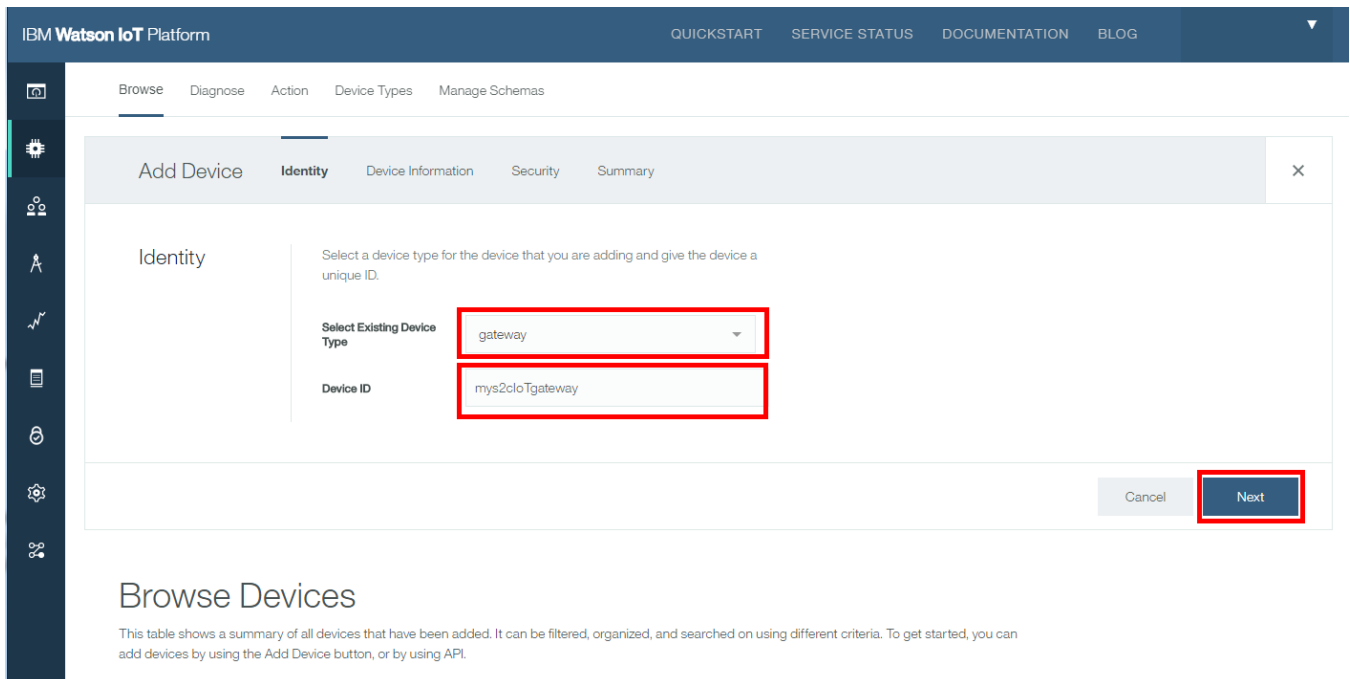 IBM Watson IoT Platform
QUICKSTART SERVICE STATUS DOCUMENTATION BLOG
Browse Diagnose Action Device Types Manage Schemas
Add Device Identity Device Information Security Summary
Identity
Select a device type for the device that you are adding and give the device a
unique ID.
Select Existing Device
Type
gateway
Device ID
mys2cIoTgateway
Cancel Next
Browse Devices
This table shows a summary of all devices that have been added. It can be filtered, organized, and searched on using different criteria. To get started, you can
add devices by using the Add Device button, or by using API.